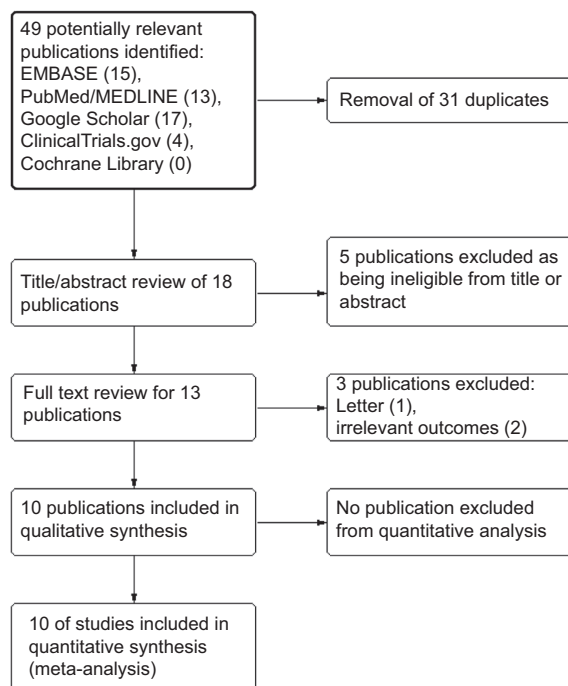 49 potentially relevant
publications identified:
EMBASE (15),
PubMed/MEDLINE (13),
Google Scholar (17),
ClinicalTrials.gov (4),
Cochrane Library (0)
Removal of 31 duplicates
Title/abstract review of 18
publications
5 publications excluded as
being ineligible from title or
abstract
Full text review for 13
publications
3 publications excluded:
Letter (1),
irrelevant outcomes (2)
10 publications included in
qualitative synthesis
No publication excluded
from quantitative analysis
10 of studies included in
quantitative synthesis
(meta-analysis)